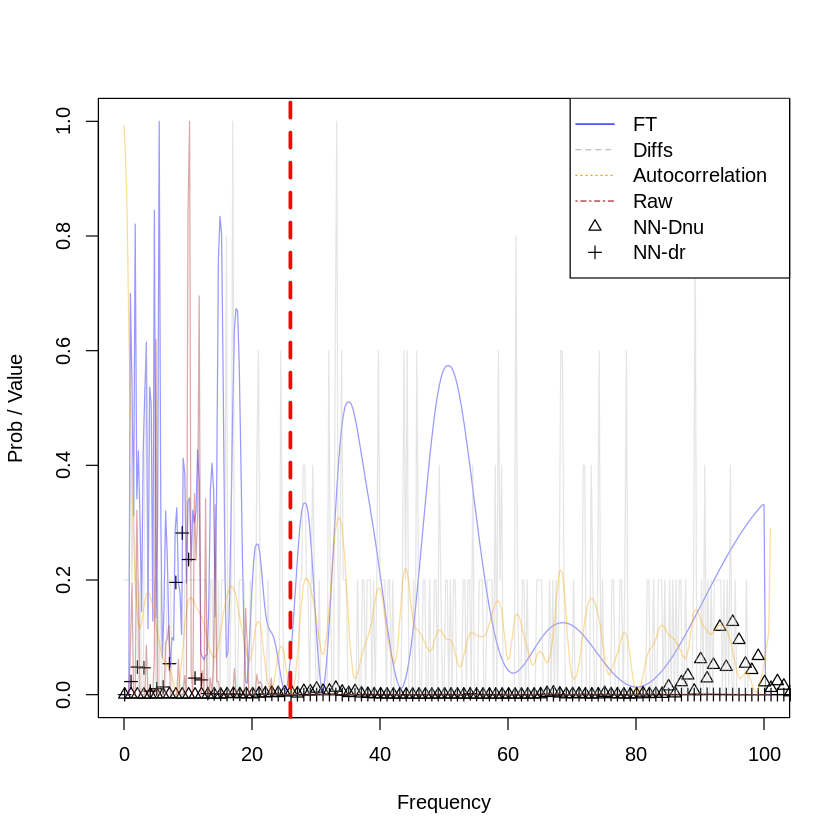 FT
Diffs
Autocorrelation
Raw
NN-Dnu
NN-dr
Prob / Value
0.0
0.2
0.4
0.6
0.8
1.0
0
20
40
60
80
100
Frequency